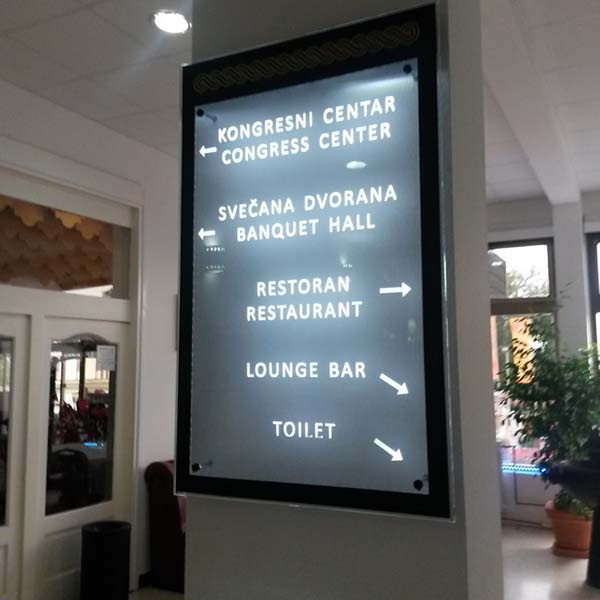 KONGRESNI CENTAR
CONGRESS CENTER
SVEČANA DVORANA
BANQUET HALL
RESTORAN
RESTAURANT
LOUNGE BAR
TOILET